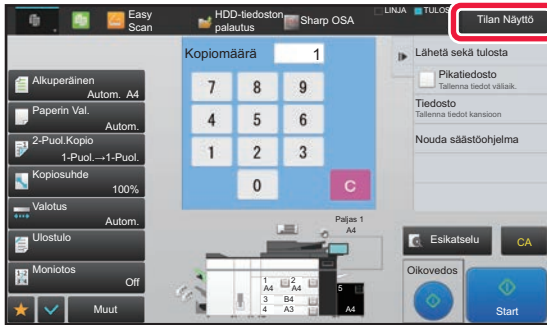 Easy
Scan
HDD-tiedoston
palautus
Sharp OSA
LINJA
TULOS
Tilan Näyttö
Kopiomäärä
1
Lähetä sekä tulosta
Alkuperäinen
Autom. A4
7
8
9
Pikatiedosto
Tallenna tiedot väliaik.
Paperin Val.
Autom.
4
5
6
Tiedosto
Tallenna tiedot kansioon
2-Puol.Kopio
1-Puol.→1-Puol.
1
2
3
Nouda säästöohjelma
Kopiosuhde
100%
0
C
Valotus
Autom.
Paljas 1
A4
Ulostulo
Esikatselu
CA
Moniotos
Off
1
A4
2
A4
3
B4
4
A3
5
A4
Oikovedos
Start
Muut